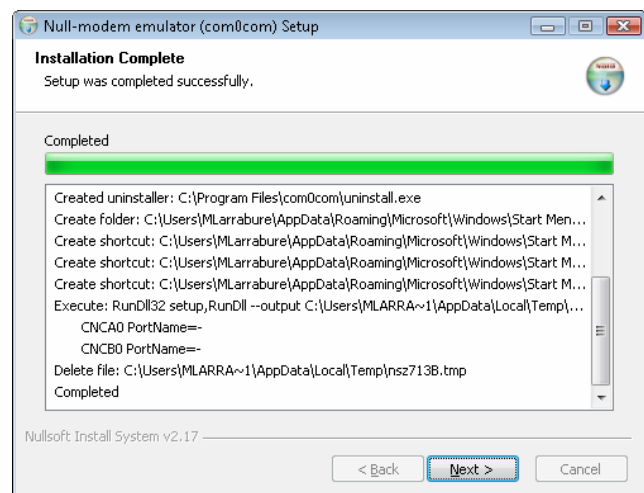 Null-modem emulator (com0com) Setup
Installation Complete
Setup was completed successfully.
Completed
Created uninstaller: C:\Program Files\com0com\uninstall.exe
Create folder: C:\Users\MLarrabure\AppData\Roaming\Microsoft\Windows\Start Men...
Create shortcut: C:\Users\MLarrabure\AppData\Roaming\Microsoft\Windows\Start M...
Create shortcut: C:\Users\MLarrabure\AppData\Roaming\Microsoft\Windows\Start M...
Create shortcut: C:\Users\MLarrabure\AppData\Roaming\Microsoft\Windows\Start M...
Execute: RunDll32 setup,RunDll --output C:\Users\MLARRA~1\AppData\Local\Temp\...
CNCA0 PortName=-
CNCB0 PortName=-
Delete file: C:\Users\MLARRA~1\AppData\Local\Temp\nsz713B.tmp
Completed
Nullsoft Install System v2.17
< Back Next > Cancel